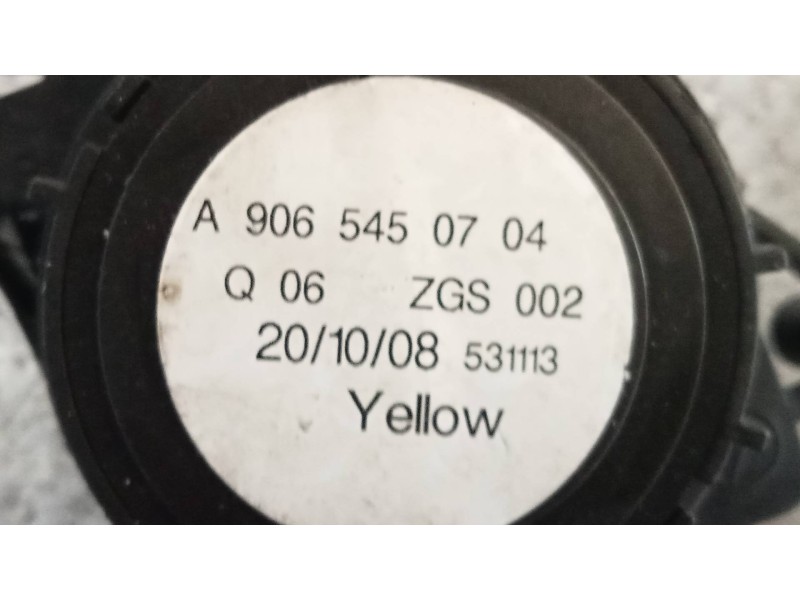 A 906 545 07 04
Q 06 ZGS 002
20/10/08 531113
Yellow